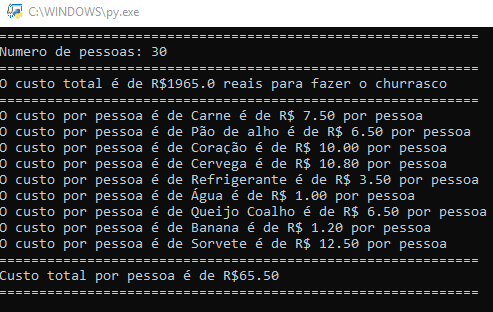 C:\WINDOWS\py.exe
============================================================
Numero de pessoas: 30
============================================================
O custo total é de R$1965.0 reais para fazer o churrasco
============================================================
O custo por pessoa é de Carne é de R$ 7.50 por pessoa
O custo por pessoa é de Pão de alho é de R$ 6.50 por pessoa
O custo por pessoa é de Coração é de R$ 10.00 por pessoa
O custo por pessoa é de Cervega é de R$ 10.80 por pessoa
O custo por pessoa é de Refrigerante é de R$ 3.50 por pessoa
O custo por pessoa é de Água é de R$ 1.00 por pessoa
O custo por pessoa é de Queijo Coalho é de R$ 6.50 por pessoa
O custo por pessoa é de Banana é de R$ 1.20 por pessoa
O custo por pessoa é de Sorvete é de R$ 12.50 por pessoa
============================================================
Custo total por pessoa é de R$65.50
============================================================